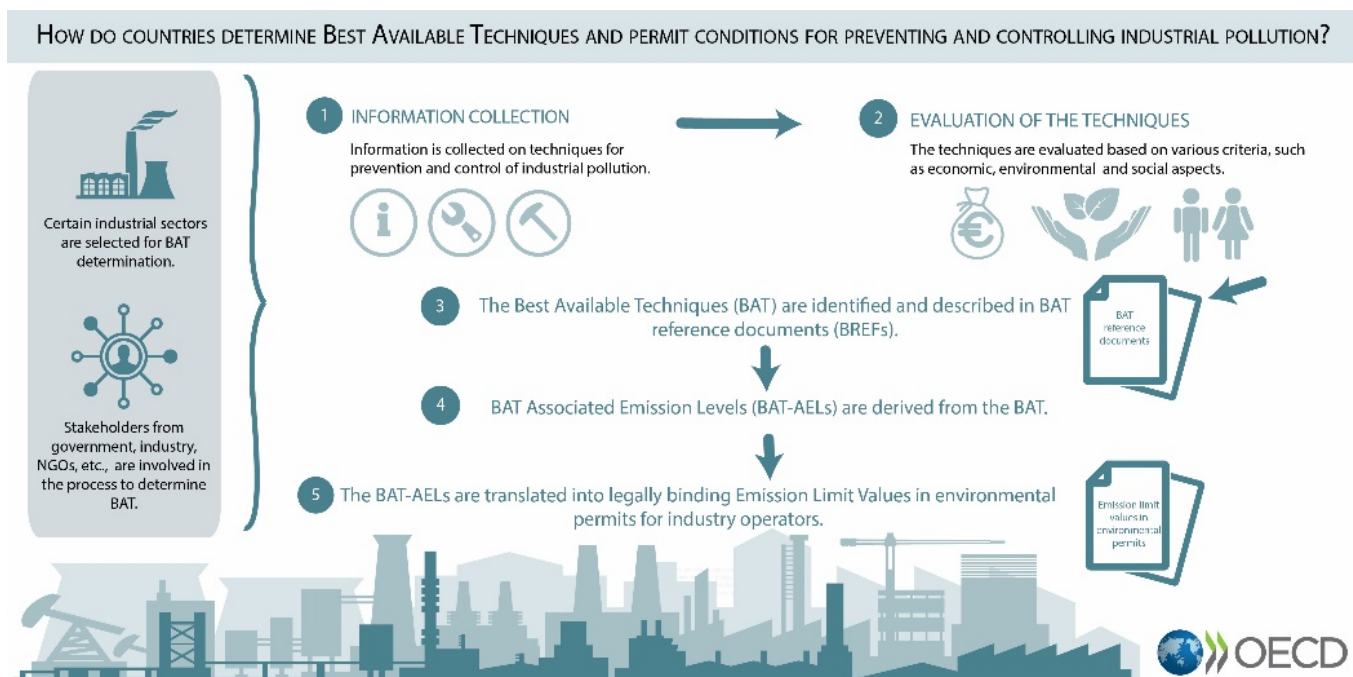 HOW DO COUNTRIES DETERMINE BEST AVAILABLE TECHNIQUES AND PERMIT CONDITIONS FOR PREVENTING AND CONTROLLING INDUSTRIAL POLLUTION?
Certain industrial sectors
are selected for BAT
determination.
Stakeholders from
government, industry,
NGOs, etc., are involved in
the process to determine
BAT.
1 INFORMATION COLLECTION
Information is collected on techniques for
prevention and control of industrial pollution.
i
2 EVALUATION OF THE TECHNIQUES
The techniques are evaluated based on various criteria, such
as economic, environmental and social aspects.
€
3 The Best Available Techniques (BAT) are identified and described in BAT
reference documents (BREFs).
BAT
reference
documents
4 BAT Associated Emission Levels (BAT-AELs) are derived from the BAT.
5 The BAT-AELs are translated into legally binding Emission Limit Values in environmental
permits for industry operators.
Emission limit
values in
environmental
permits
OECD